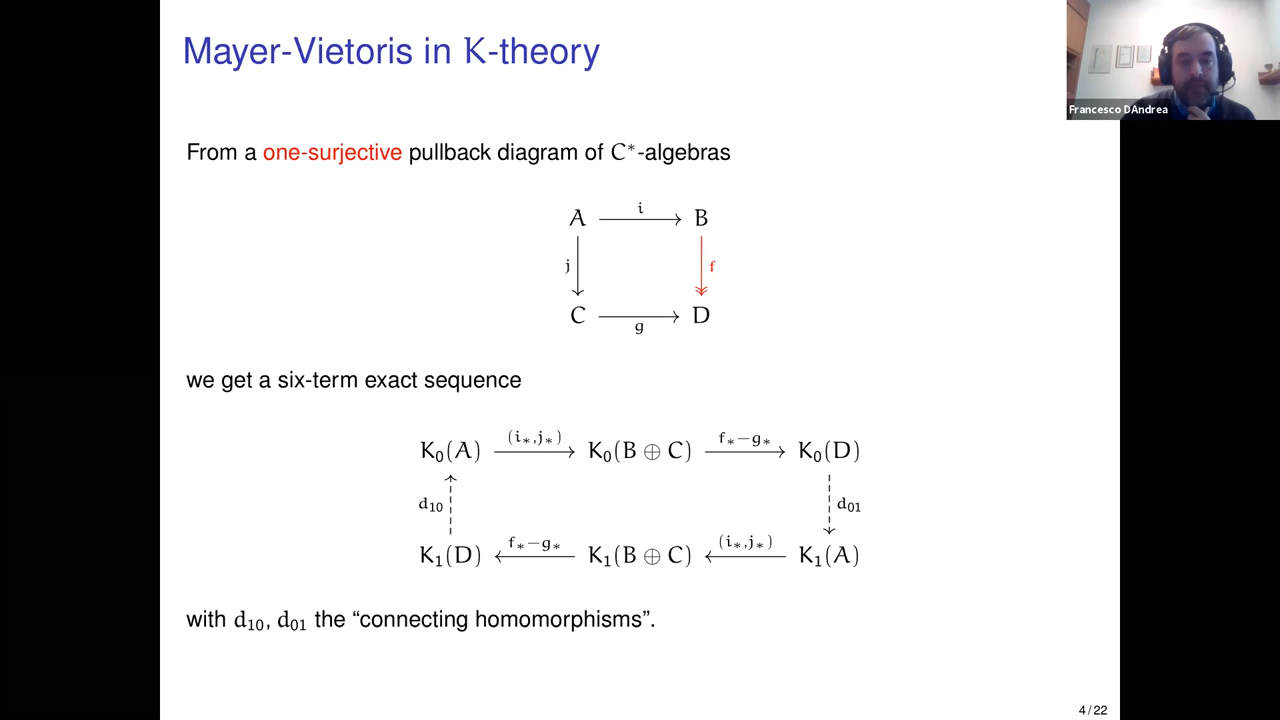 Mayer-Vietoris in K-theory
Francesco DAndrea
From a one-surjective pullback diagram of C*-algebras
A i B
j f
C g D
we get a six-term exact sequence
K₀(A) (i∗,j∗) K₀(B ⊕ C) f∗−g∗ K₀(D)
d₁₀ d₀₁
K₁(D) f∗−g∗ K₁(B ⊕ C) (i∗,j∗) K₁(A)
with d₁₀, d₀₁ the “connecting homomorphisms”.
4 / 22